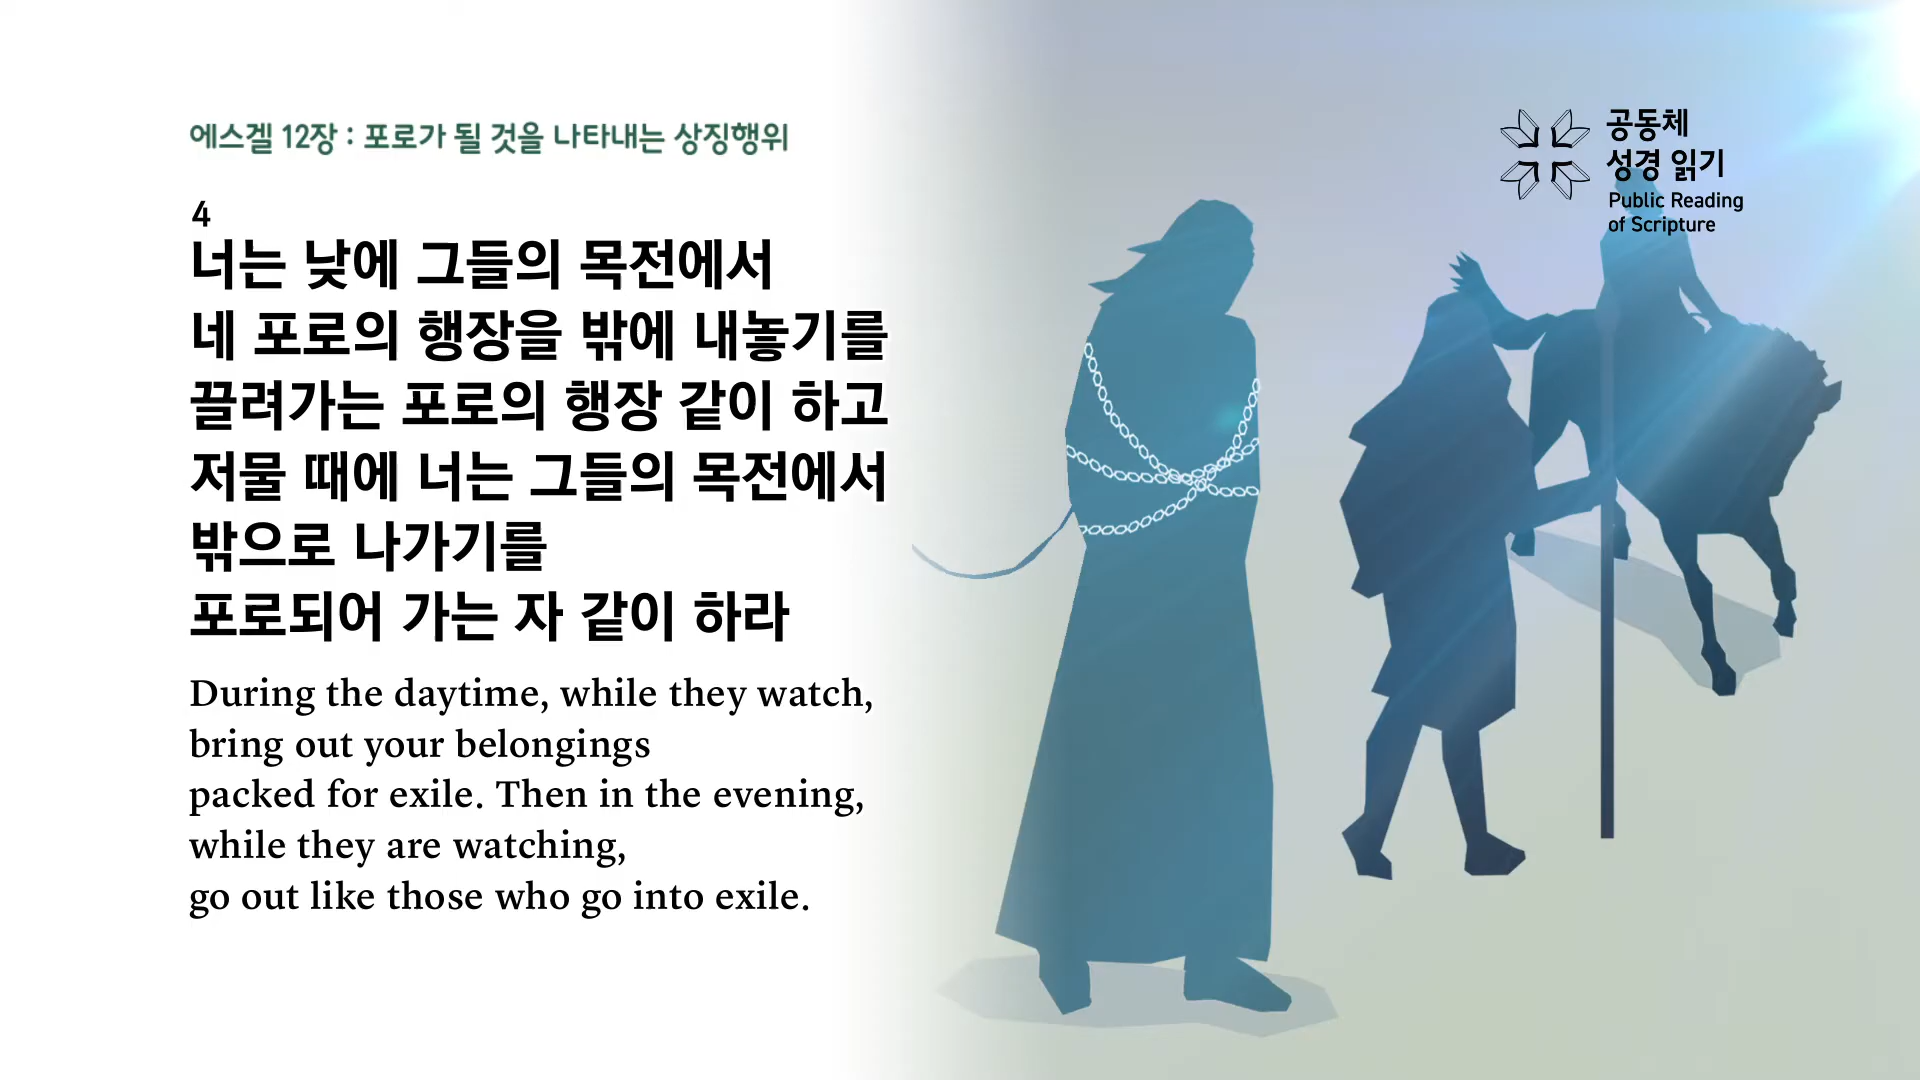 에스겔 12장 : 포로가 될 것을 나타내는 상징행위
4
너는 낮에 그들의 목전에서
네 포로의 행장을 밖에 내놓기를
끌려가는 포로의 행장 같이 하고
저물 때에 너는 그들의 목전에서
밖으로 나가기를
포로되어 가는 자 같이 하라
During the daytime, while they watch,
bring out your belongings
packed for exile. Then in the evening,
while they are watching,
go out like those who go into exile.
공동체
성경 읽기
Public Reading
of Scripture